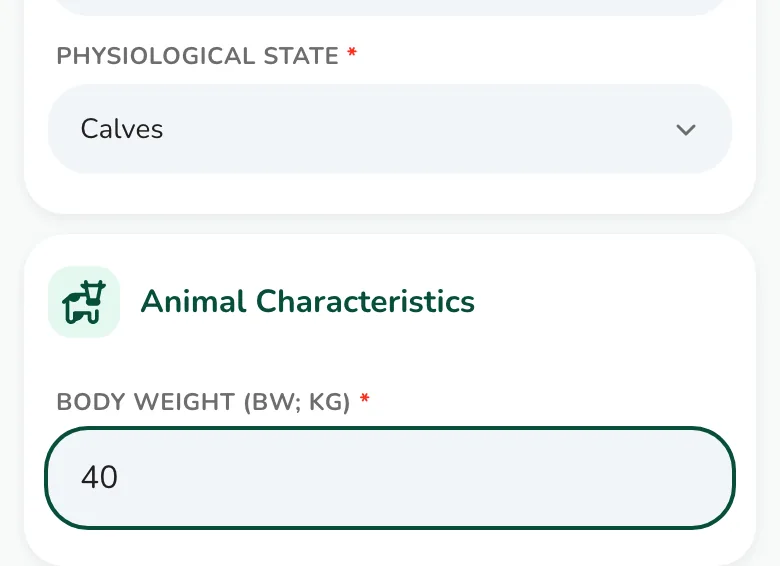 PHYSIOLOGICAL STATE *
Calves
Animal Characteristics
BODY WEIGHT (BW; KG) *
40